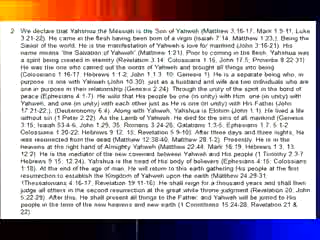 2 We declare that Yahshua the Messiah is the Son of Yahweh (Matthew 3:16-17, Mark 1:9-11, Luke
3:21-22). He came in the flesh having been born of a virgin (Isaiah 7:14, Matthew 1:23). Being the
Savior of the world, He is the manifestation of Yahweh's love for mankind (John 3:16-21). His
name means "the Salvation of Yahweh" (Matthew 1:21). Prior to coming in the flesh, Yahshua was
a spirit being created in eternity (Revelation 3:14, Colossians 1:15, John 17:5, Proverbs 8:22-31).
He was the one who carried out the words of Yahweh and brought all things into being
(Colossians 1:16-17, Hebrews 1:1-2, John 1:1-3, 10, Genesis 1). He is a separate being who, in
purpose, is one with Yahweh (John 10:30), just as a husband and wife are two individuals who are
one in purpose in their relationship (Genesis 2:24). Through the unity of the spirit in the bond of
peace (Ephesians 4:1-7), He wills that His people be one (in unity) with Him, one (in unity) with
Yahweh, and one (in unity) with each other just as He is one (in unity) with His Father (John
17:21-22), (Deuteronomy 6:4). Along with Yahweh, Yahshua is Elohim (John 1:1). He lived a life
without sin (1 Peter 2:22). As the Lamb of Yahweh, He died for the sins of all mankind (Genesis
3:15, Isaiah 53:4-6, John 1:29, 35, Romans 3:24-26, Galatians 1:3-5, Ephesians 1:7, 5:1-2,
Colossians 1:20-22, Hebrews 9:12, 15, Revelation 5:9-10). After three days and three nights, He
was resurrected from the dead (Matthew 12:38-40, Matthew 28:1-2). Presently, He is in the
heavens at the right hand of Almighty Yahweh (Matthew 22:44, Mark 16:19, Hebrews 1:3, 13,
12:2). He is the mediator of the new covenant between Yahweh and His people (1 Timothy 2:3-7,
Hebrews 9:15, 12:24). Yahshua is the head of the body of believers (Ephesians 4:15, Colossians
1:18). At the end of the age of man, He will return to this earth gathering His people at the first
resurrection to establish the Kingdom of Yahweh upon the earth (Matthew 24:29-31,
1Thessalonians 4:16-17, Revelation 19:11-16). He shall reign for a thousand years and shall then
judge all others in the second resurrection at the great white throne judgment (Revelation 20, John
5:22,29). After this, He shall present all things to the Father, and Yahweh will be joined to His
people in the form of the new heavens and new earth (1 Corinthians 15:24-28, Revelation 21 &
22).